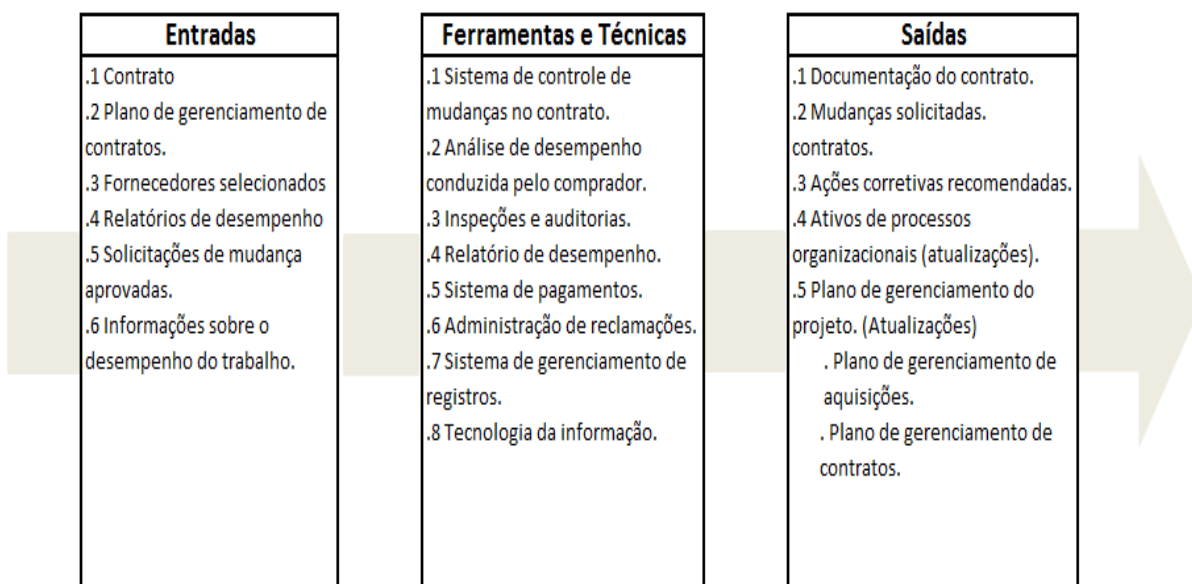 Entradas
.1 Contrato
.2 Plano de gerenciamento de
contratos.
.3 Fornecedores selecionados
.4 Relatórios de desempenho
.5 Solicitações de mudança
aprovadas.
.6 Informações sobre o
desempenho do trabalho.
Ferramentas e Técnicas
.1 Sistema de controle de
mudanças no contrato.
.2 Análise de desempenho
conduzida pelo comprador.
.3 Inspeções e auditorias.
.4 Relatório de desempenho.
.5 Sistema de pagamentos.
.6 Administração de reclamações.
.7 Sistema de gerenciamento de
registros.
.8 Tecnologia da informação.
Saídas
.1 Documentação do contrato.
.2 Mudanças solicitadas.
contratos.
.3 Ações corretivas recomendadas.
.4 Ativos de processos
organizacionais (atualizações).
.5 Plano de gerenciamento do
projeto. (Atualizações)
. Plano de gerenciamento de
aquisições.
. Plano de gerenciamento de
contratos.